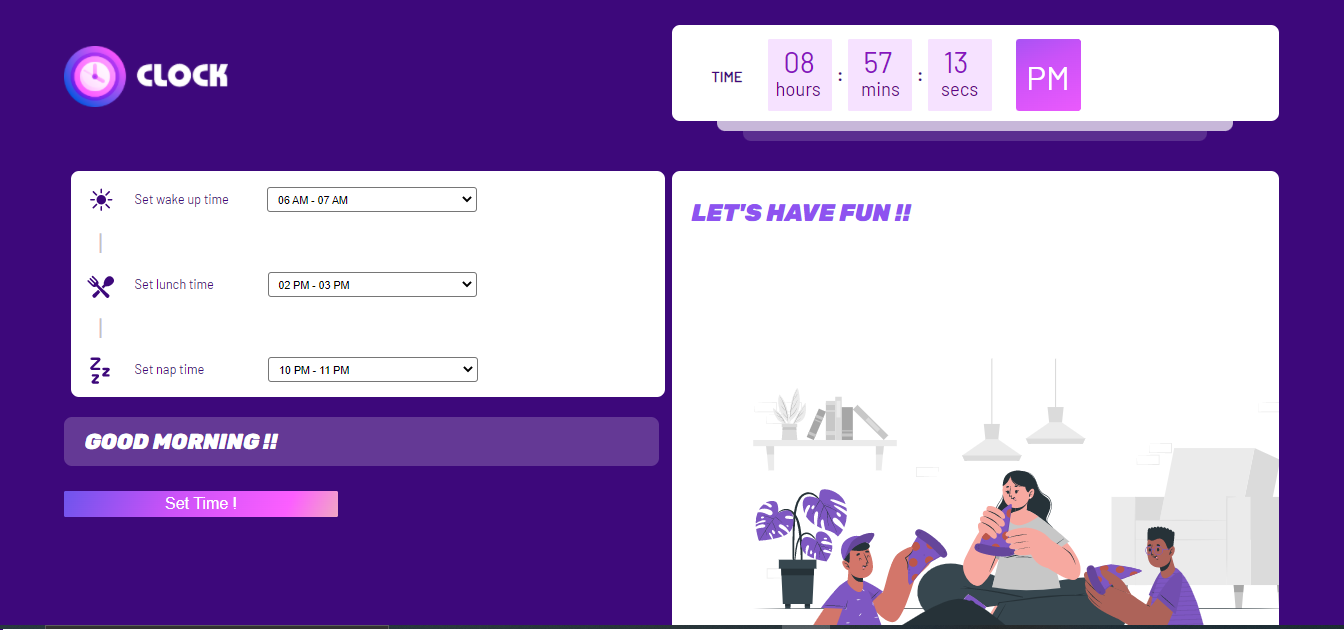 CLOCK
TIME
08 : 57 : 13 PM
hours mins secs
Set wake up time 06 AM - 07 AM
Set lunch time 02 PM - 03 PM
Set nap time 10 PM - 11 PM
GOOD MORNING !!
Set Time !
LET'S HAVE FUN !!